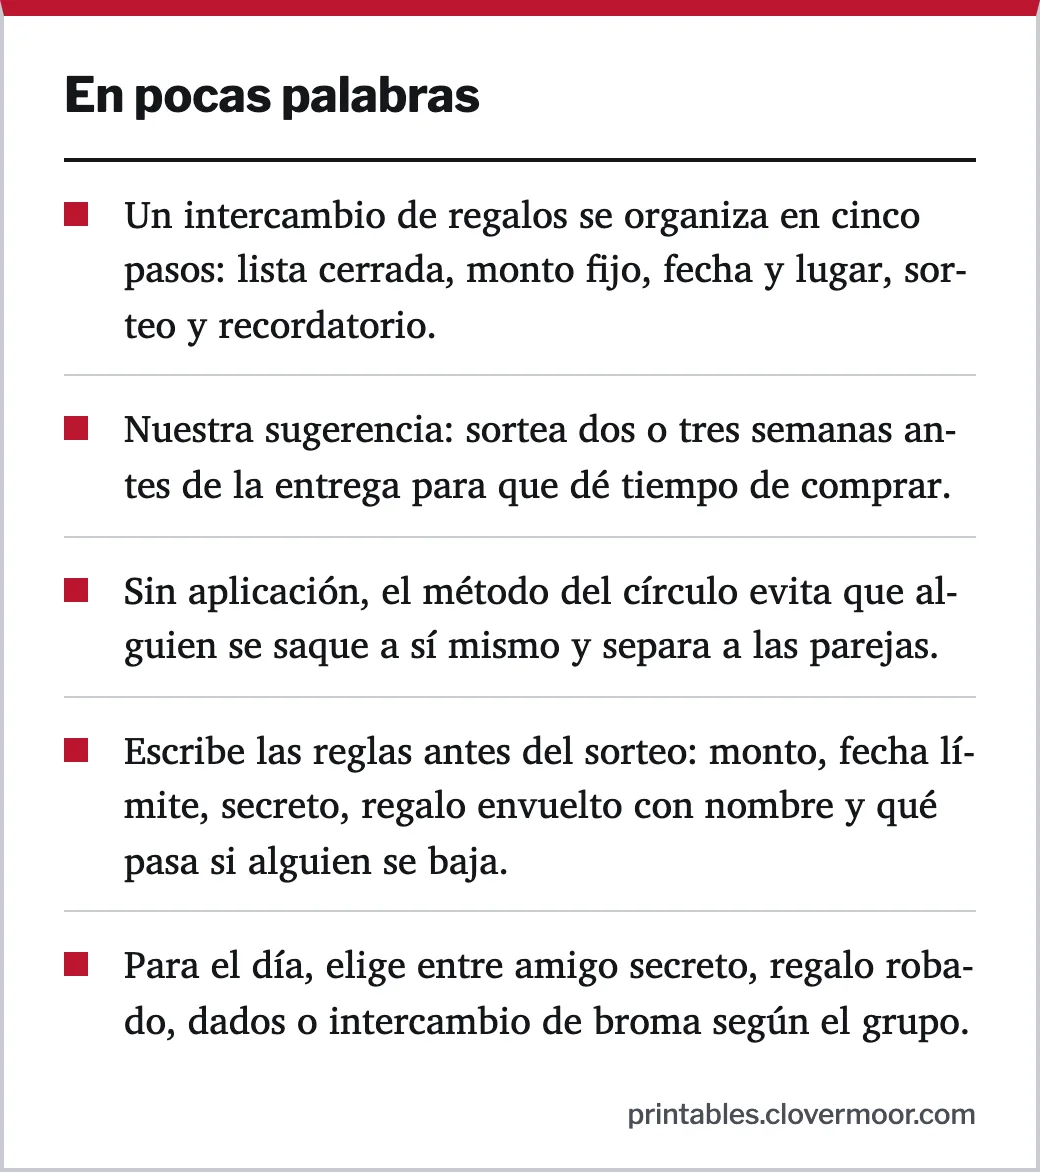 En pocas palabras
Un intercambio de regalos se organiza en cinco
pasos: lista cerrada, monto fijo, fecha y lugar, sor-
teo y recordatorio.
Nuestra sugerencia: sortea dos o tres semanas an-
tes de la entrega para que dé tiempo de comprar.
Sin aplicación, el método del círculo evita que al-
guien se saque a sí mismo y separa a las parejas.
Escribe las reglas antes del sorteo: monto, fecha lí-
mite, secreto, regalo envuelto con nombre y qué
pasa si alguien se baja.
Para el día, elige entre amigo secreto, regalo roba-
do, dados o intercambio de broma según el grupo.
printables.clovermoor.com